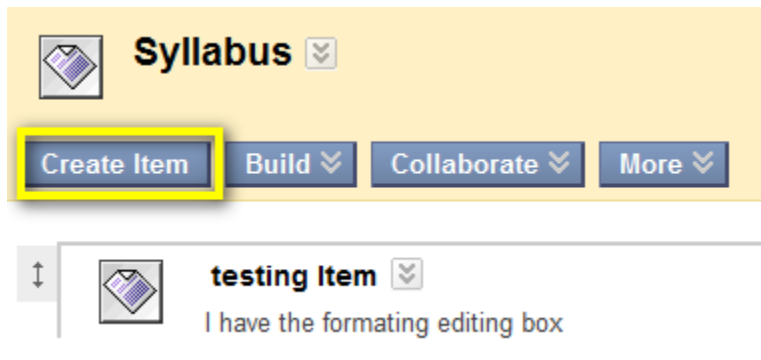 Syllabus
Create Item Build Collaborate More
testing Item
I have the formating editing box